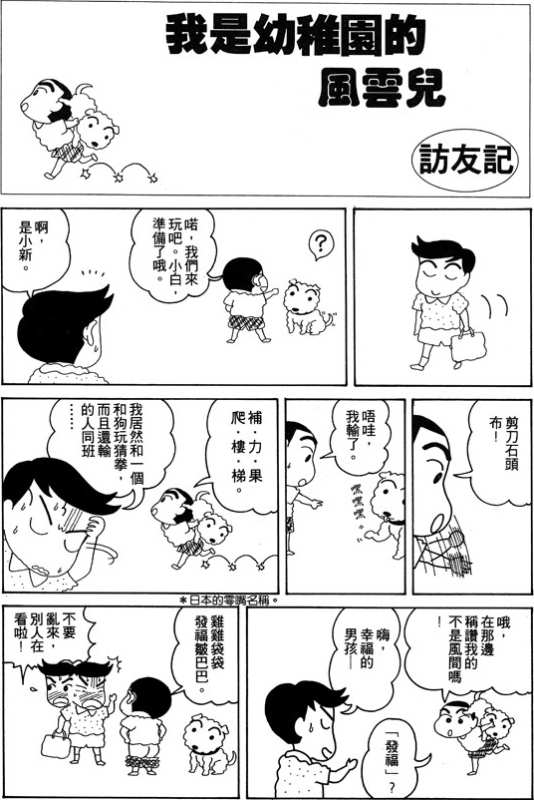 我是幼稚園的
風雲兒
訪友記
？
喏，我們來
玩吧。小白，
準備了哦。
啊，
是小新。
剪刀石頭
布！
唔哇，
我輸了。
嘿嘿嘿。
補・力・果
爬・樓・梯。
我居然和一個
和狗玩猜拳，
而且還輸
的人同班
……
＊日本的零嘴名稱。
哦，
在那邊
稱讚我的
不是風間嗎
！
嗨，
幸福的
男孩─
「發福」？
雞雞袋袋
發福皺巴巴。
不要
亂來，
別人在
看啦！